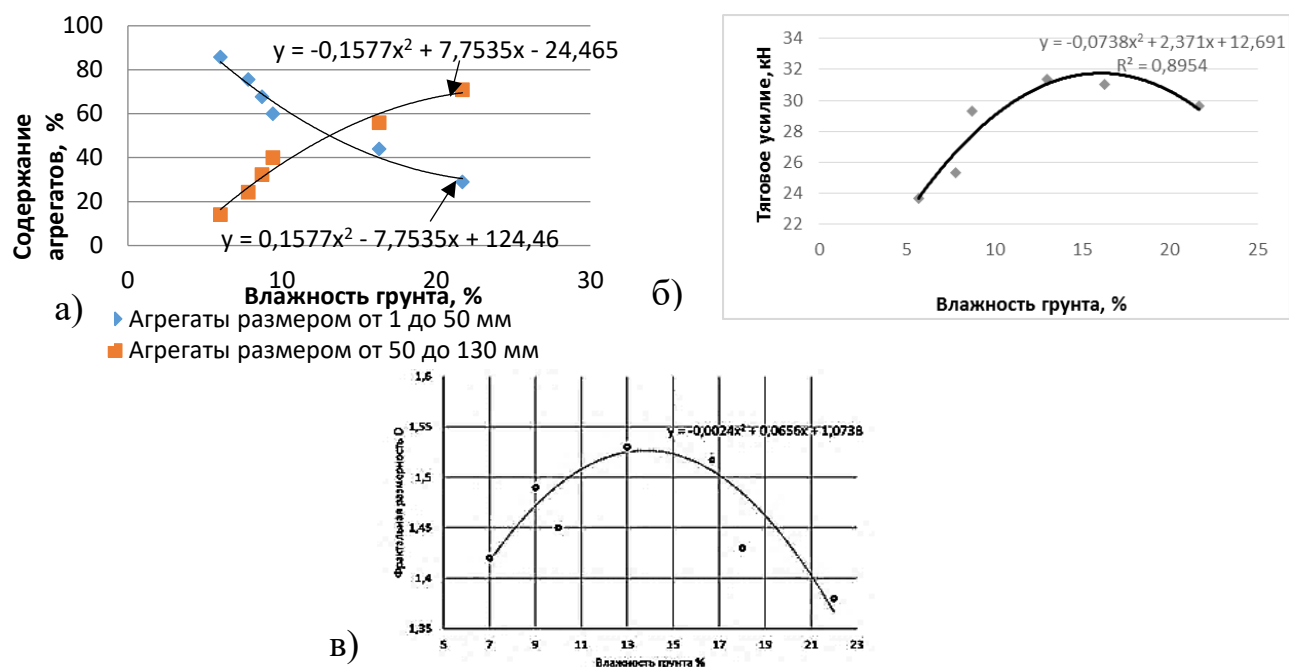 100
80
60
40
20
0
Содержание
агрегатов, %
y = -0,1577x² + 7,7535x - 24,465
y = 0,1577x² - 7,7535x + 124,46
0
10
20
30
Влажность грунта, %
а)
Агрегаты размером от 1 до 50 мм
Агрегаты размером от 50 до 130 мм
34
32
30
28
26
24
22
Тяговое усилие, кН
y = -0,0738x² + 2,371x + 12,691
R² = 0,8954
0
5
10
15
20
25
Влажность грунта, %
б)
1,6
1,55
1,5
1,45
1,4
1,35
Фрактальная размерность D
y = -0,0024x² + 0,0656x + 1,0738
5
7
9
11
13
15
17
19
21
23
Влажность грунта %
в)